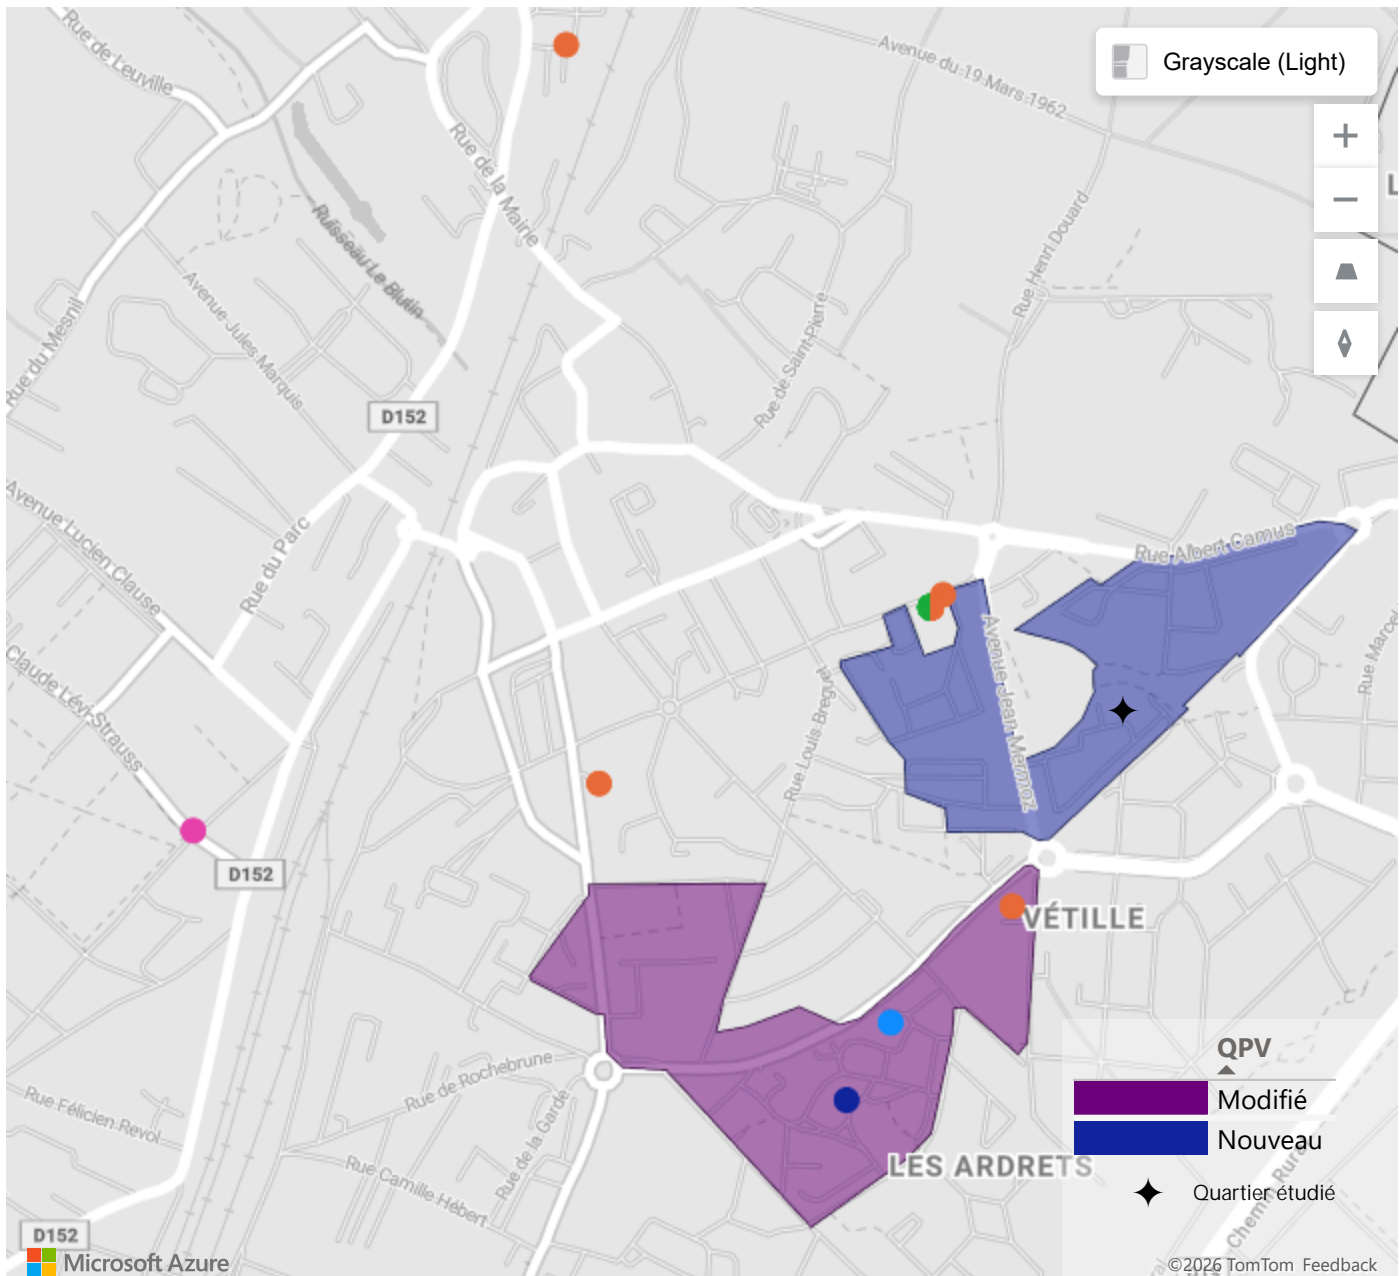 Rue de Leuville
Avenue du 19 Mars 1962
Grayscale (Light)
L
Rue de la Mairie
Ruisseau Le Blutin
Rue Henri Douard
Avenue Jules Marquis
Rue du Mesnil
Rue de Saint-Pierre
D152
Avenue Lucien Clause
Rue du Parc
Rue Albert Camus
Claude Lévi-Strauss
Avenue Jean Mermoz
Rue Louis Breguet
Rue Marcel
D152
VÉTILLE
QPV
Modifié
Nouveau
Quartier étudié
Rue de Rochebrune
Rue de la Garde
Rue Félicien Revol
Rue Camille Hébert
LES ARDRETS
Chemin Rural
D152
Microsoft Azure
©2026 TomTom Feedback